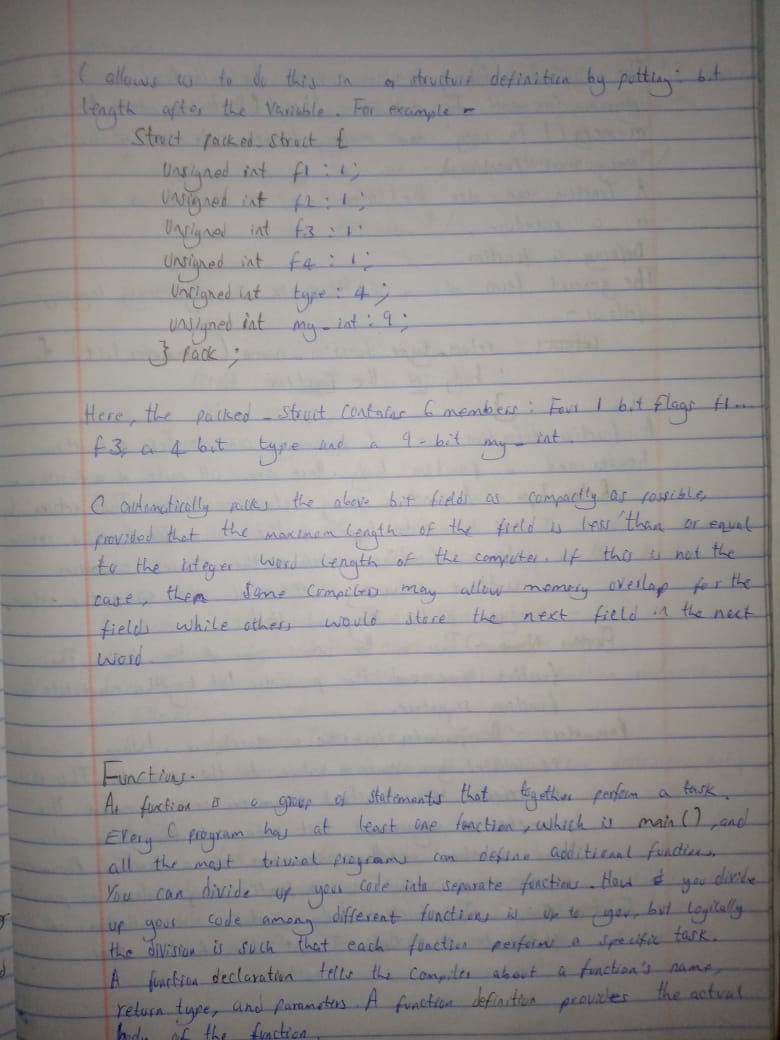 C allows us to do this in a structure definition by putting : bit
length after the variable. For example -
Struct packed_struct {
Unsigned int f1 : 1;
Unsigned int f2 : 1;
Unsigned int f3 : 1;
Unsigned int f4 : 1;
Unsigned int type : 4;
unsigned int my_int : 9;
} Pack ;
Here, the packed_struct contains 6 members : Four 1 bit flags f1...
f3, a 4 bit type and a 9-bit my_int.
C automatically packs the above bit fields as compactly as possible,
provided that the maximum length of the field is less than or equal
to the integer word length of the computer. If this is not the
case, then some compilers may allow memory overlap for the
fields while others would store the next field in the next
word
Functions.
A function is a group of statements that together perform a task.
Every C program has at least one function, which is main(), and
all the most trivial programs can define additional functions.
You can divide up your code into separate functions. How you divide
up your code among different functions is up to you, but logically
the division is such that each function performs a specific task.
A function declaration tells the compiler about a function's name,
return type, and parameters. A function definition provides the actual
body of the function.